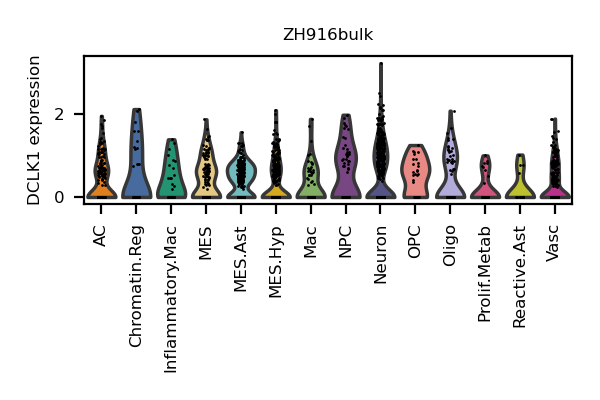 ZH916bulk
DCLK1 expression
2
0
AC
Chromatin.Reg
Inflammatory.Mac
MES
MES.Ast
MES.Hyp
Mac
NPC
Neuron
OPC
Oligo
Prolif.Metab
Reactive.Ast
Vasc